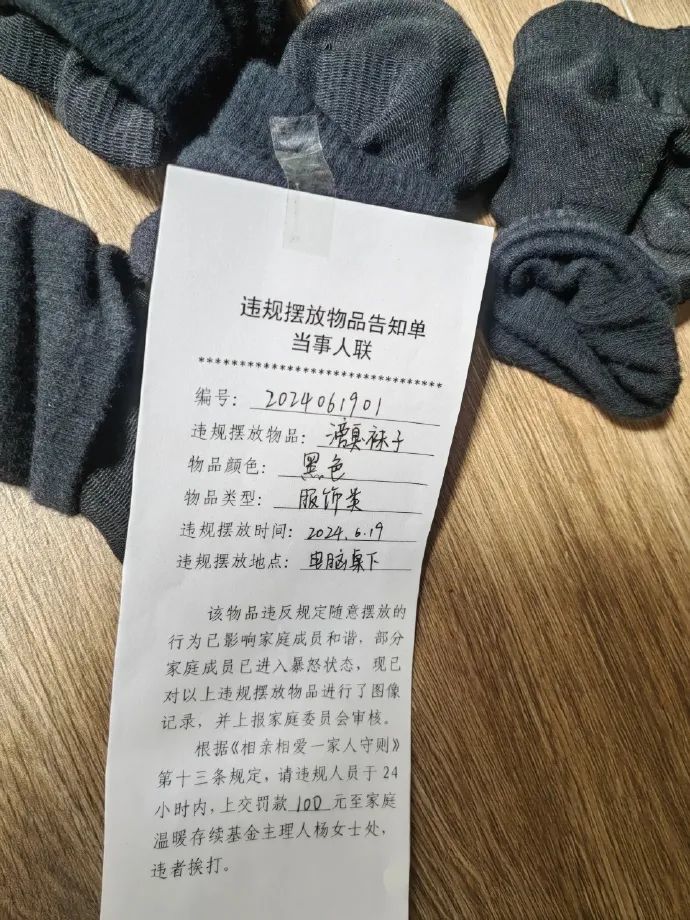 违规摆放物品告知单
当事人联
*******************************
编号：2024061901
违规摆放物品：滂臭袜子
物品颜色：黑色
物品类型：服饰类
违规摆放时间：2024.6.19
违规摆放地点：电脑桌下
该物品违反规定随意摆放的
行为已影响家庭成员和谐，部分
家庭成员已进入暴怒状态，现已
对以上违规摆放物品进行了图像
记录，并上报家庭委员会审核。
根据《相亲相爱一家人守则》
第十三条规定，请违规人员于24
小时内，上交罚款100元至家庭
温暖存续基金主理人杨女士处，
违者挨打。